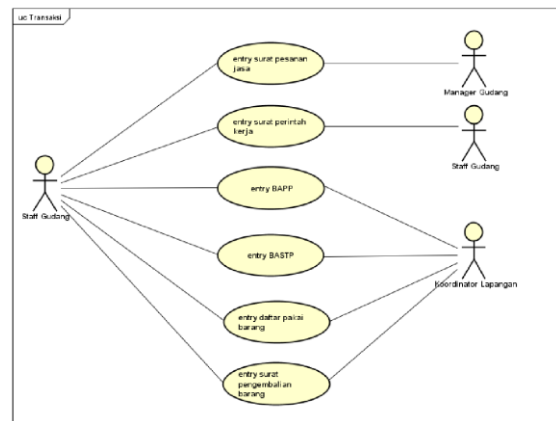 uc Transaksi
entry surat pesanan
jasa
Manager Gudang
entry surat perintah
kerja
Staff Gudang
entry BAPP
Staff Gudang
entry BASTP
Koordinator Lapangan
entry daftar pakai
barang
entry surat
pengembalian
barang